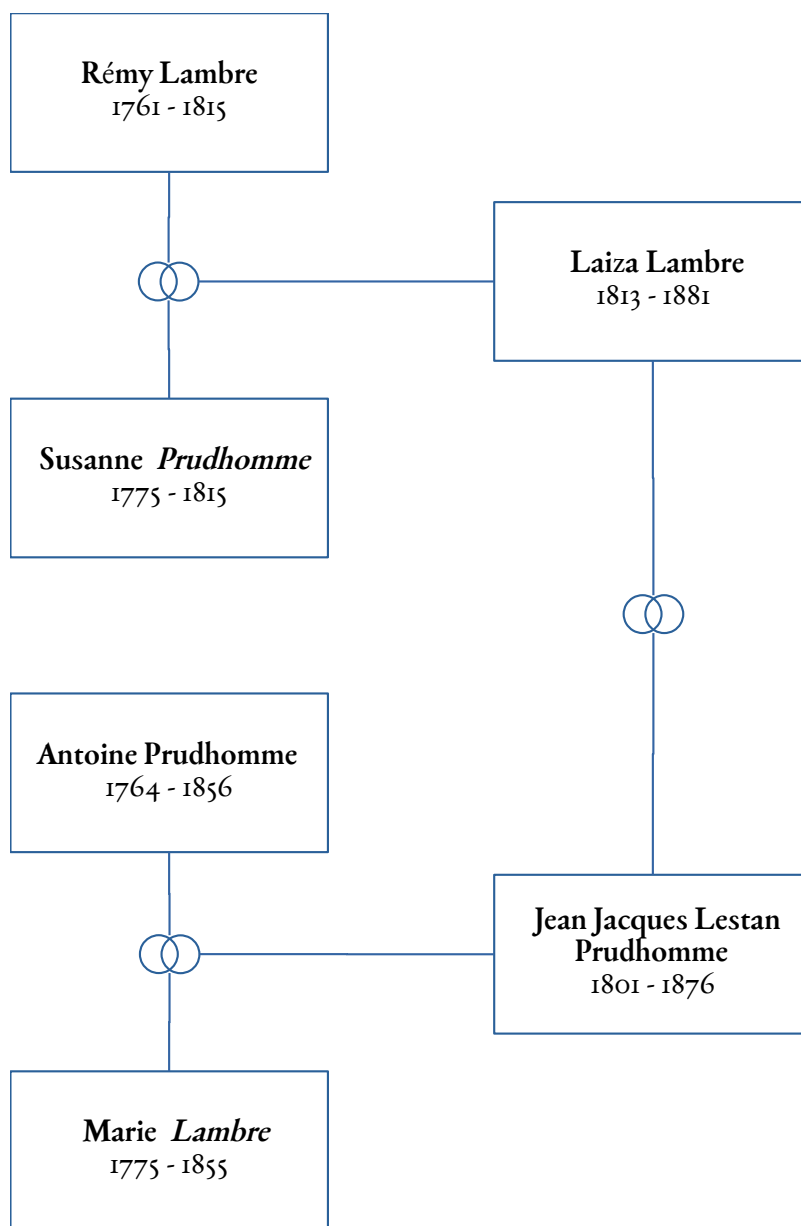 Rémy Lambre
1761 - 1815
Laiza Lambre
1813 - 1881
Susanne Prudhomme
1775 - 1815
Antoine Prudhomme
1764 - 1856
Jean Jacques Lestan
Prudhomme
1801 - 1876
Marie Lambre
1775 - 1855